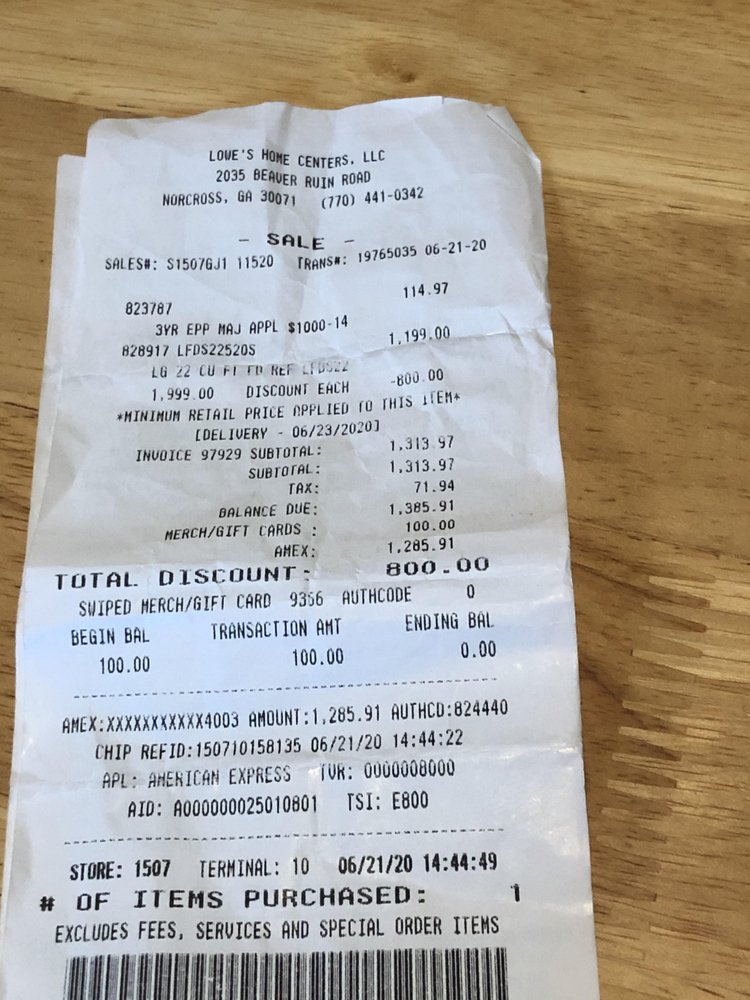 LOWE'S HOME CENTERS, LLC
2035 BEAVER RUIN ROAD
NORCROSS, GA 30071 (770) 441-0342
- SALE -
SALES#: S1507GJ1 11520 TRANS#: 19765035 06-21-20
114.97
823787
3YR EPP MAJ APPL $1000-14
1,199.00
828917 LFDS22520S
LG 22 CU FT FD REF LFDS22
1,999.00 DISCOUNT EACH -800.00
*MINIMUM RETAIL PRICE APPLIED TO THIS ITEM*
[DELIVERY - 06/23/2020]
INVOICE 97929 SUBTOTAL: 1,313.97
SUBTOTAL: 1,313.97
TAX: 71.94
BALANCE DUE: 1,385.91
MERCH/GIFT CARDS : 100.00
AMEX: 1,285.91
TOTAL DISCOUNT: 800.00
SWIPED MERCH/GIFT CARD 9356 AUTHCODE 0
BEGIN BAL TRANSACTION AMT ENDING BAL
100.00 100.00 0.00
AMEX:XXXXXXXXXXX4003 AMOUNT:1,285.91 AUTHCD:824440
CHIP REFID:150710158135 06/21/20 14:44:22
APL: AMERICAN EXPRESS TVR: 0000008000
AID: A000000025010801 TSI: E800
STORE: 1507 TERMINAL: 10 06/21/20 14:44:49
# OF ITEMS PURCHASED: 1
EXCLUDES FEES, SERVICES AND SPECIAL ORDER ITEMS